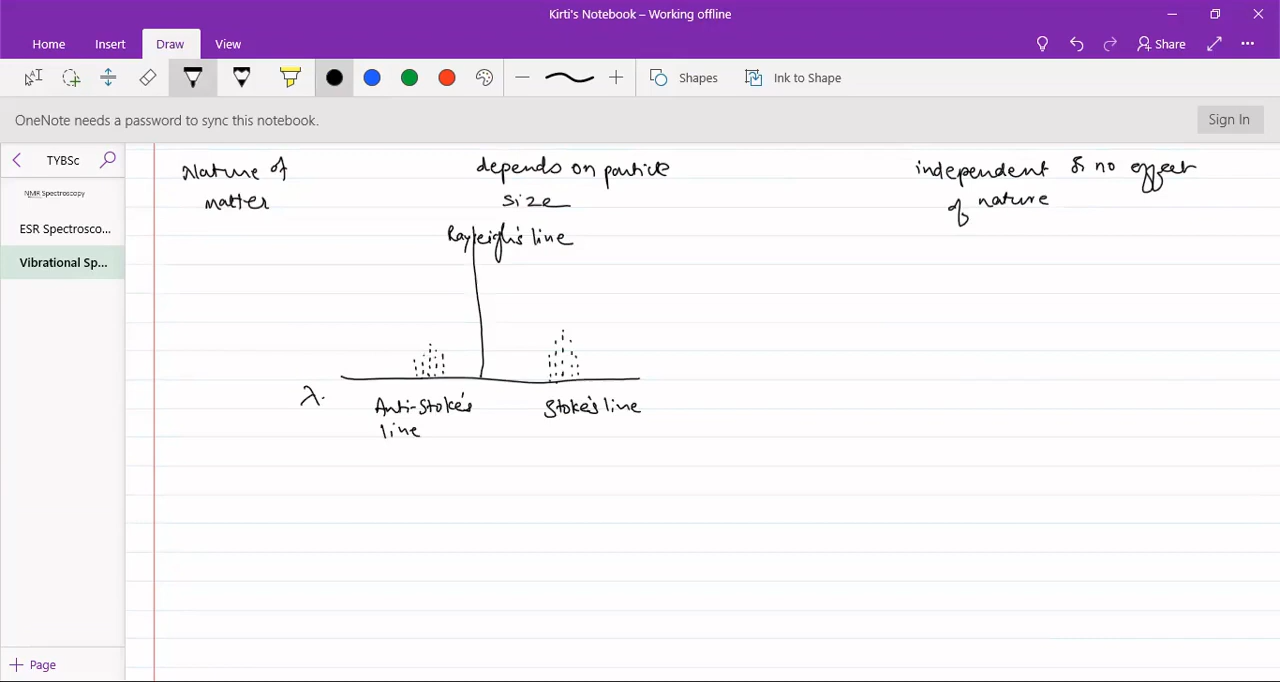 Kirti's Notebook – Working offline
Home Insert Draw View
Share
Shapes Ink to Shape
OneNote needs a password to sync this notebook.
Sign In
TYBSc
NMR Spectroscopy
ESR Spectrosco...
Vibrational Sp...
Nature of depends on particle independent & no effect
matter size of nature
Rayleigh's line
λ.
Anti-Stoke's Stoke's line
line
Page